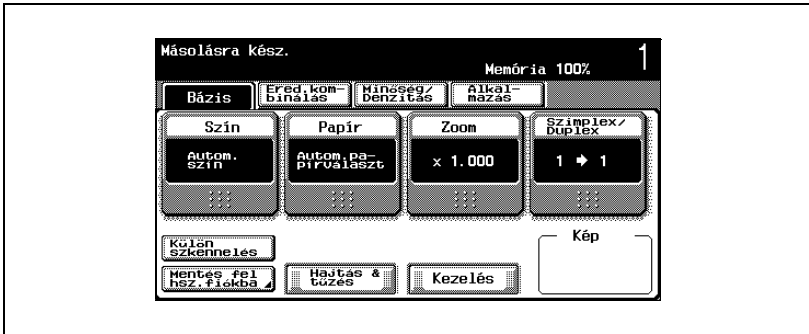 Másolásra kész.
Memória 100% 1
Bázis
Ered.kom-
binálás
Minőség/
Denzitás
Alkal-
mazás
Szín
Papír
Zoom
Szimplex/
Duplex
Autom.
szín
Autom.pa-
pírválaszt
× 1.000
1 ➔ 1
Külön
szkennelés
Kép
Mentés fel
hsz.fiókba
Hajtás &
tűzés
Kezelés